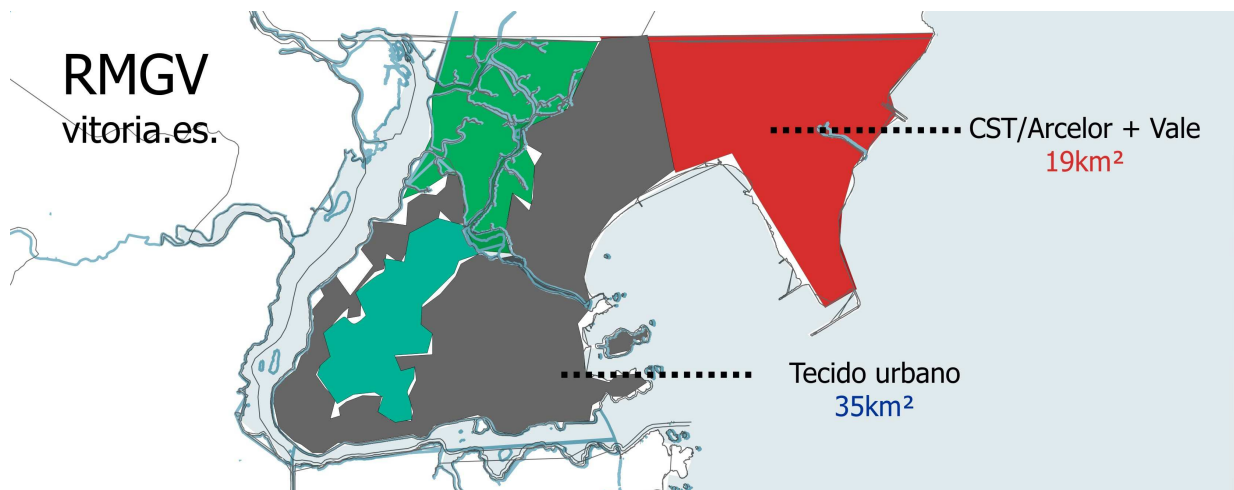 RMGV
vitoria.es.
CST/Arcelor + Vale
19km²
Tecido urbano
35km²